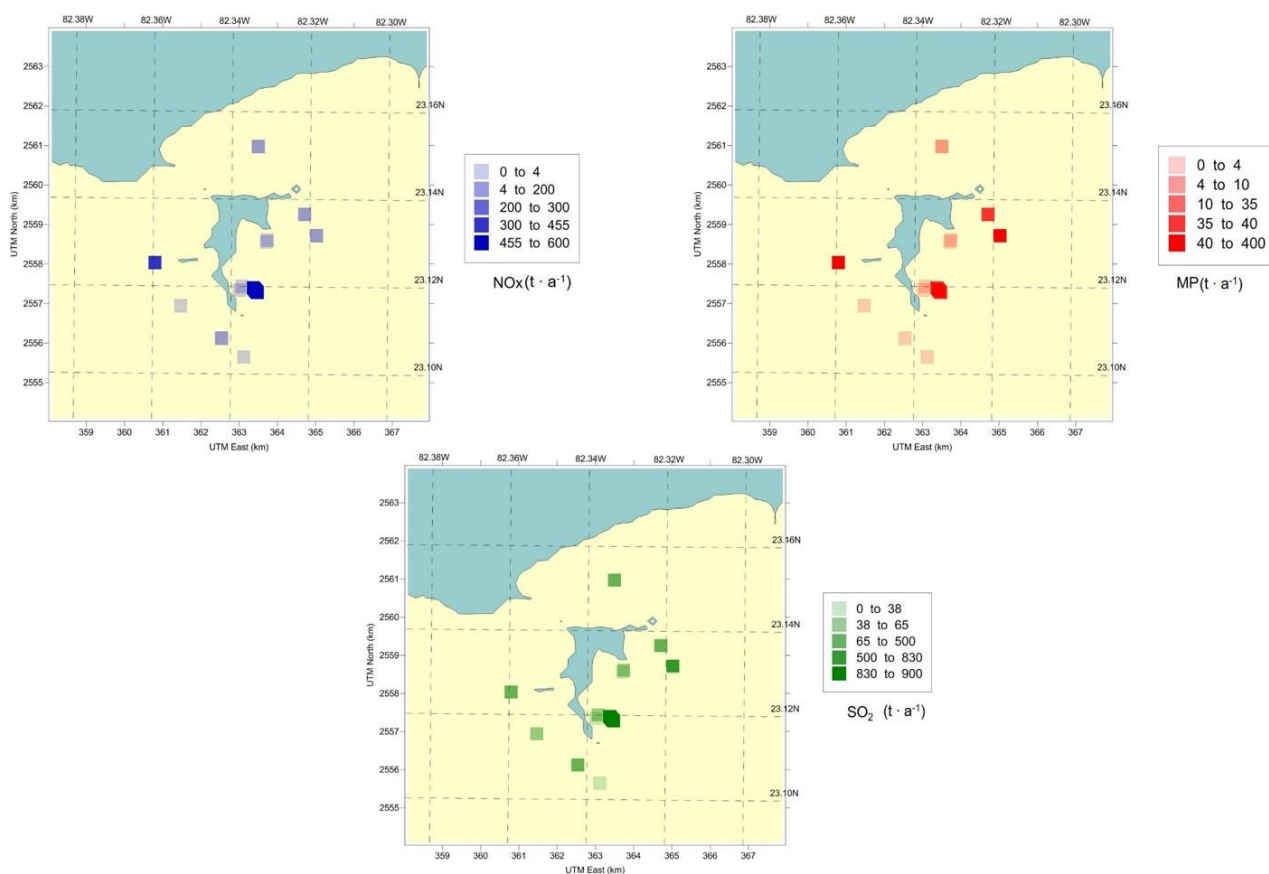 82.38W 82.36W 82.34W 82.32W 82.30W
2563
2562
2561
2560
2559
2558
2557
2556
2555
UTM North (km)
23.16N
23.14N
23.12N
23.10N
359 360 361 362 363 364 365 366 367
UTM East (km)
0 to 4
4 to 200
200 to 300
300 to 455
455 to 600
NOx (t · a⁻¹)
82.38W 82.36W 82.34W 82.32W 82.30W
2563
2562
2561
2560
2559
2558
2557
2556
2555
UTM North (km)
23.16N
23.14N
23.12N
23.10N
359 360 361 362 363 364 365 366 367
UTM East (km)
0 to 4
4 to 10
10 to 35
35 to 40
40 to 400
MP(t · a⁻¹)
82.38W 82.36W 82.34W 82.32W 82.30W
2563
2562
2561
2560
2559
2558
2557
2556
2555
UTM North (km)
23.16N
23.14N
23.12N
23.10N
359 360 361 362 363 364 365 366 367
UTM East (km)
0 to 38
38 to 65
65 to 500
500 to 830
830 to 900
SO₂ (t · a⁻¹)